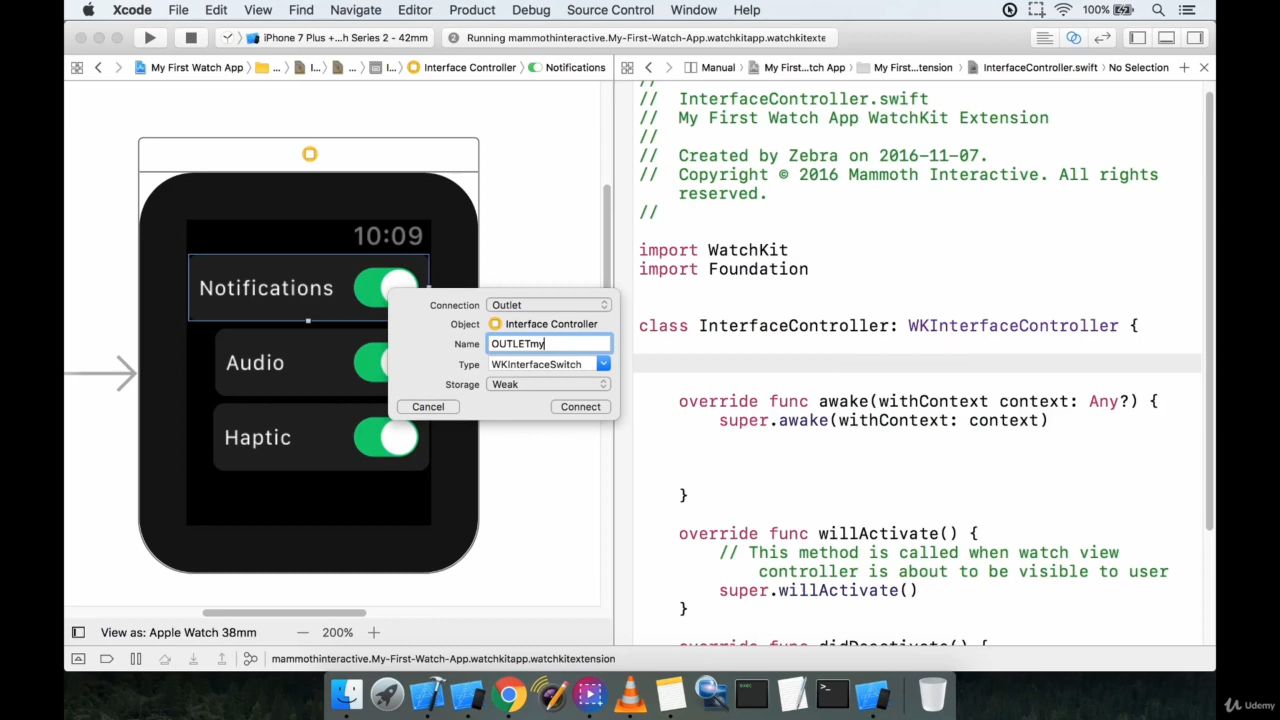 Xcode File Edit View Find Navigate Editor Product Debug Source Control Window Help 100%
iPhone 7 Plus +...h Series 2 - 42mm 2 Running mammothinteractive.My-First-Watch-App.watchkitapp.watchkitexte
My First Watch App ... I... ... I... Interface Controller Notifications
Manual My First...tch App My First...tension InterfaceController.swift No Selection
10:09
Notifications
Audio
Haptic
Connection Outlet
Object Interface Controller
Name OUTLETmy
Type WKInterfaceSwitch
Storage Weak
Cancel Connect
//
// InterfaceController.swift
// My First Watch App WatchKit Extension
//
// Created by Zebra on 2016-11-07.
// Copyright © 2016 Mammoth Interactive. All rights
reserved.
//
import WatchKit
import Foundation
class InterfaceController: WKInterfaceController {
override func awake(withContext context: Any?) {
super.awake(withContext: context)
}
override func willActivate() {
// This method is called when watch view
controller is about to be visible to user
super.willActivate()
}
override func didDeactivate() {
View as: Apple Watch 38mm — 200% +
mammothinteractive.My-First-Watch-App.watchkitapp.watchkitextension
exec
Udemy